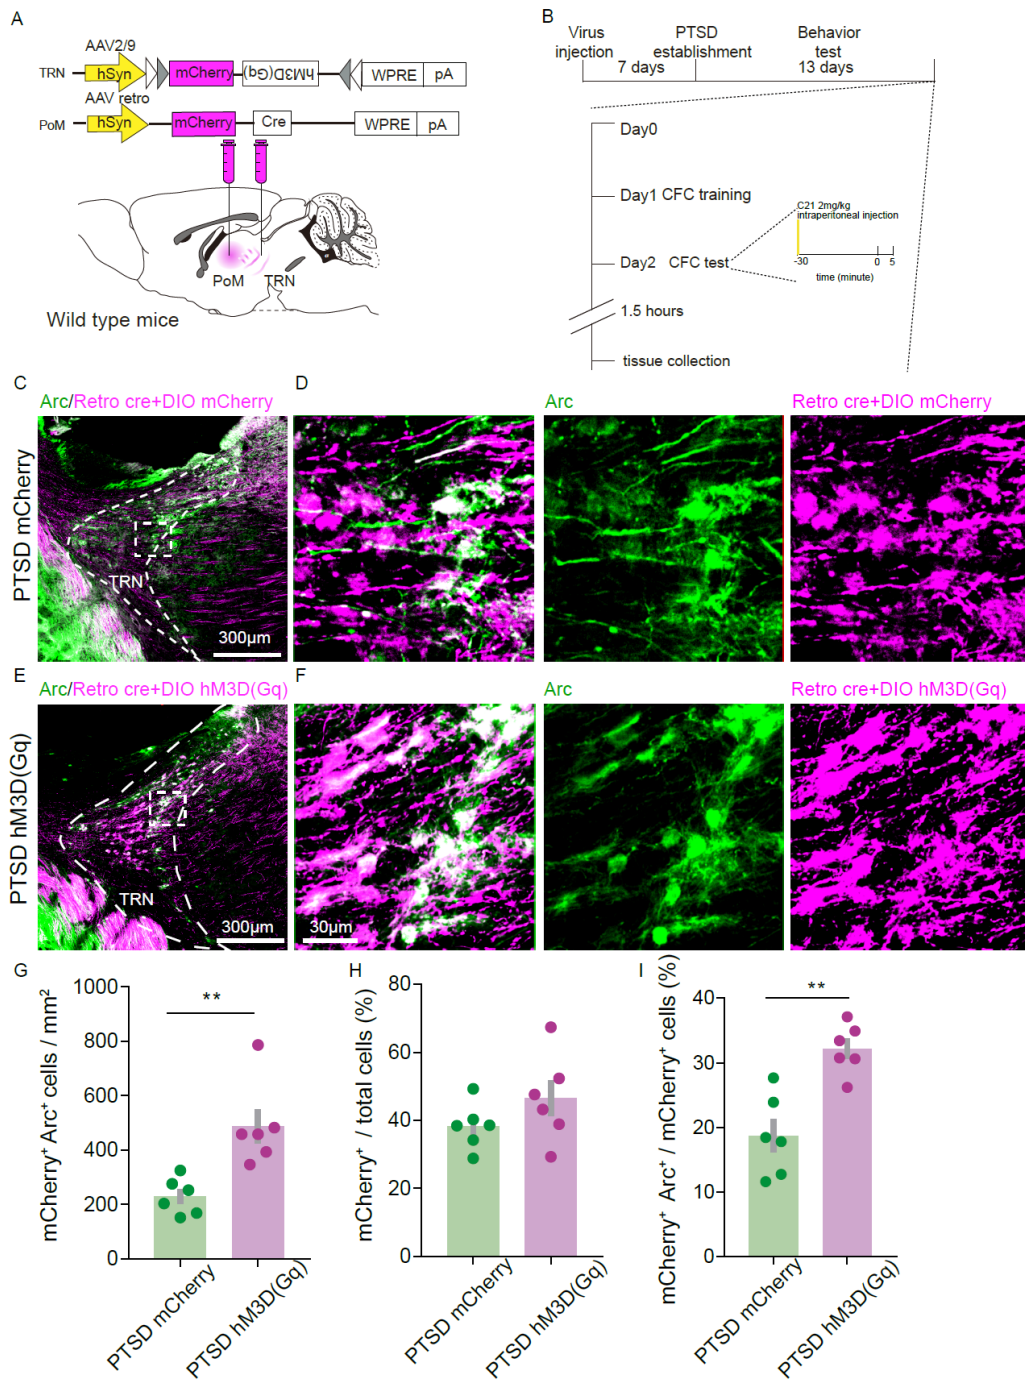 A
AAV2/9
TRN
hSyn
mCherry
hM3D(Gq)
WPRE
pA
AAV retro
PoM
hSyn
mCherry
Cre
WPRE
pA
PoM
TRN
Wild type mice
B
Virus
injection
PTSD
establishment
Behavior
test
7 days
13 days
Day0
Day1 CFC training
Day2 CFC test
C21 2mg/kg
intraperitoneal injection
-30
0
5
time (minute)
1.5 hours
tissue collection
C
Arc/Retro cre+DIO mCherry
D
Arc
Retro cre+DIO mCherry
PTSD mCherry
TRN
300μm
E
Arc/Retro cre+DIO hM3D(Gq)
F
Arc
Retro cre+DIO hM3D(Gq)
PTSD hM3D(Gq)
TRN
300μm
30μm
G
mCherry⁺ Arc⁺ cells / mm²
1000
800
600
400
200
0
**
PTSD mCherry
PTSD hM3D(Gq)
H
mCherry⁺ / total cells (%)
80
60
40
20
0
PTSD mCherry
PTSD hM3D(Gq)
I
mCherry⁺ Arc⁺ / mCherry⁺ cells (%)
40
30
20
10
0
**
PTSD mCherry
PTSD hM3D(Gq)